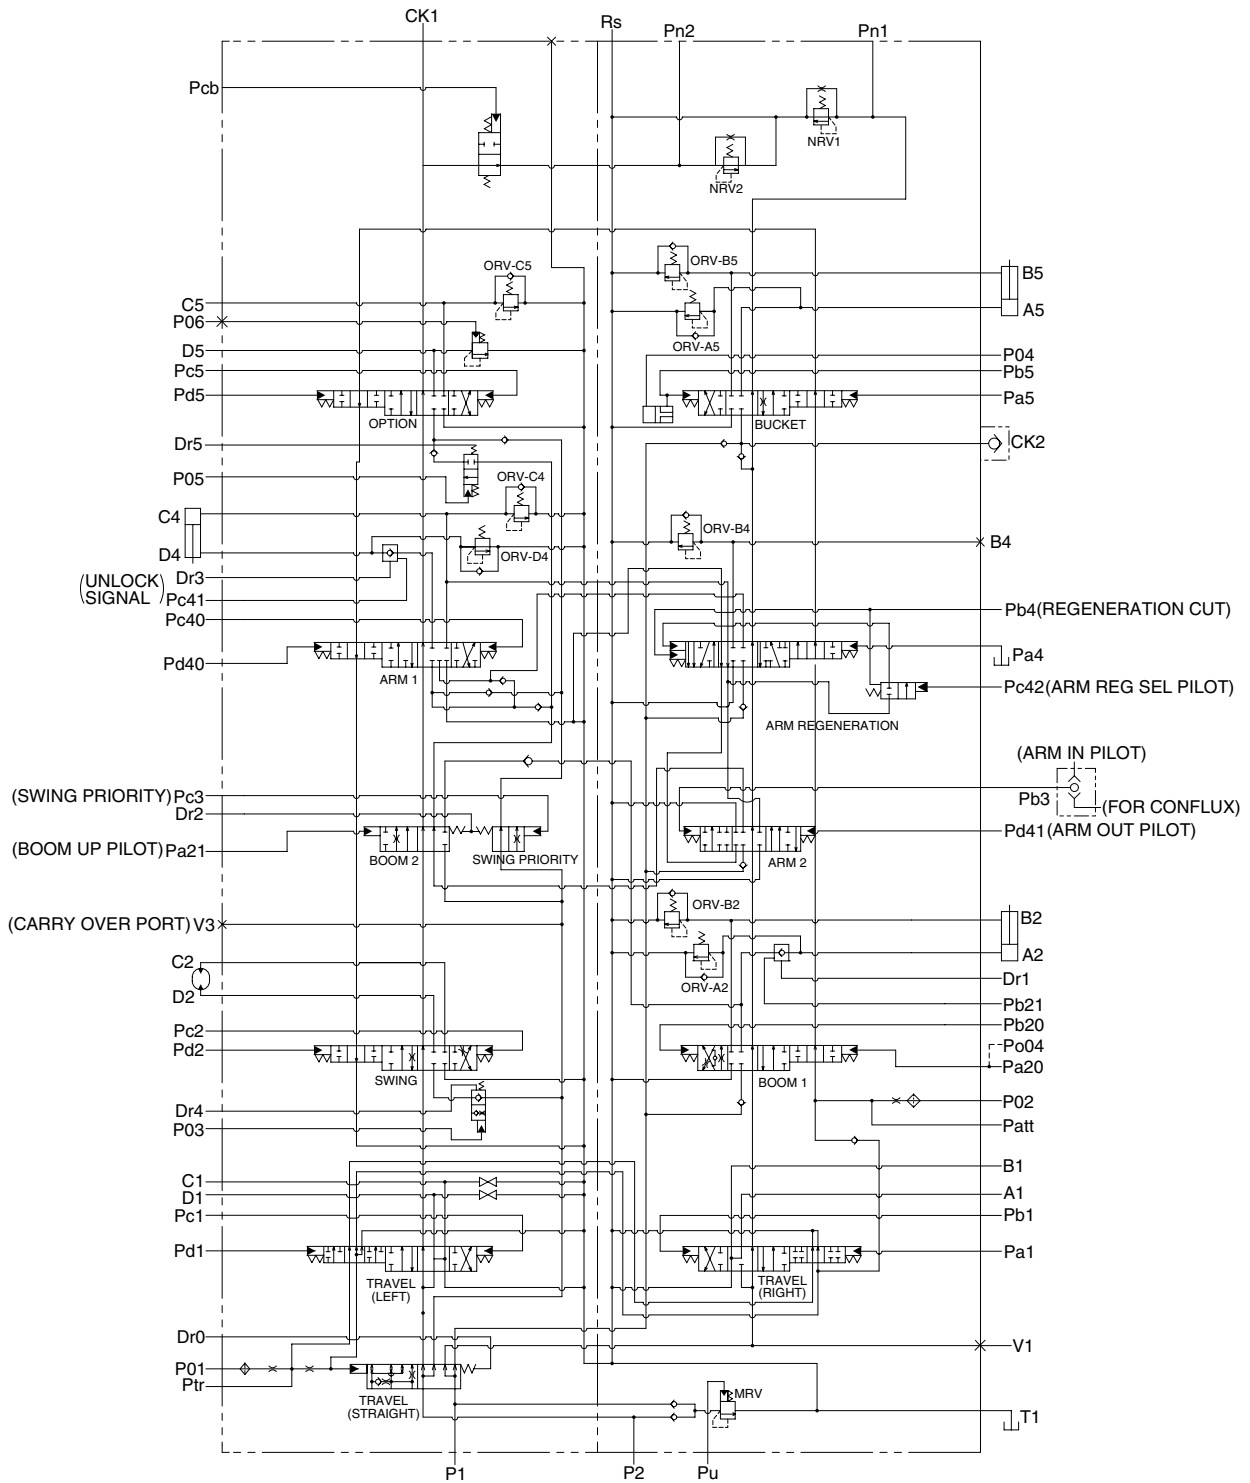 CK1
Rs
Pn2
Pn1
Pcb
NRV1
NRV2
ORV-C5
ORV-B5
B5
C5
A5
P06
D5
ORV-A5
P04
Pc5
Pb5
Pd5
Pa5
OPTION
BUCKET
Dr5
CK2
P05
ORV-C4
C4
ORV-B4
B4
D4
ORV-D4
Dr3
(UNLOCK
SIGNAL)
Pc41
Pb4(REGENERATION CUT)
Pc40
Pa4
Pd40
ARM 1
Pc42(ARM REG SEL PILOT)
ARM REGENERATION
(ARM IN PILOT)
(SWING PRIORITY) Pc3
Pb3
(FOR CONFLUX)
Dr2
Pd41(ARM OUT PILOT)
(BOOM UP PILOT) Pa21
BOOM 2
SWING PRIORITY
ARM 2
ORV-B2
(CARRY OVER PORT) V3
B2
C2
A2
ORV-A2
Dr1
D2
Pb21
Pc2
Pb20
Pd2
Po04
Pa20
SWING
BOOM 1
Dr4
P02
P03
Patt
B1
C1
D1
A1
Pc1
Pb1
Pd1
Pa1
TRAVEL
(LEFT)
TRAVEL
(RIGHT)
Dr0
V1
P01
Ptr
TRAVEL
(STRAIGHT)
MRV
T1
P1
P2
Pu